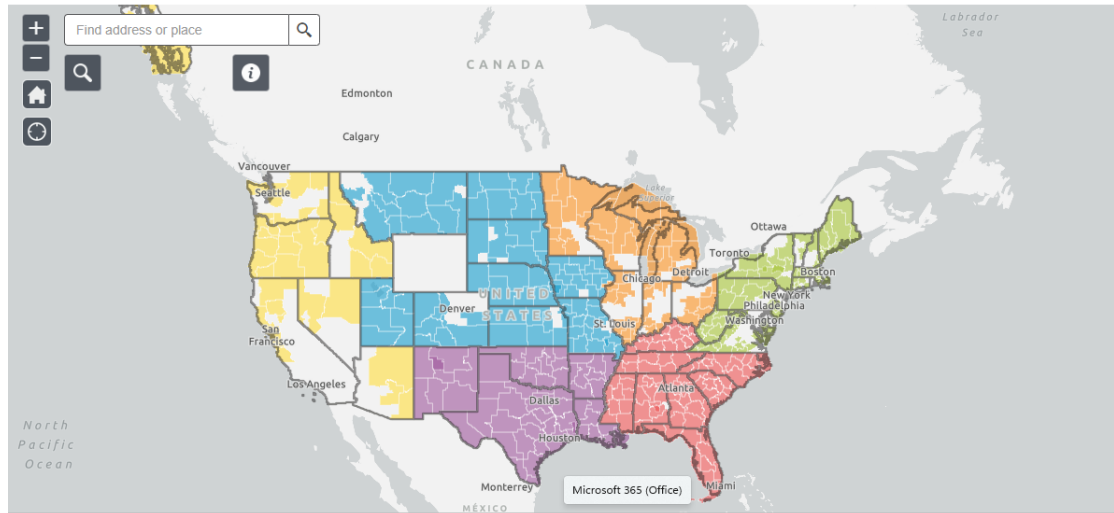 +
Find address or place
−
i
Labrador
Sea
CANADA
Edmonton
Calgary
Vancouver
Seattle
Lake
Superior
Ottawa
Toronto
Boston
Chicago
Detroit
New York
Philadelphia
UNITED
STATES
Denver
St. Louis
Washington
San
Francisco
Los Angeles
Atlanta
Dallas
North
Pacific
Ocean
Houston
Monterrey
Microsoft 365 (Office)
Miami
MÉXICO